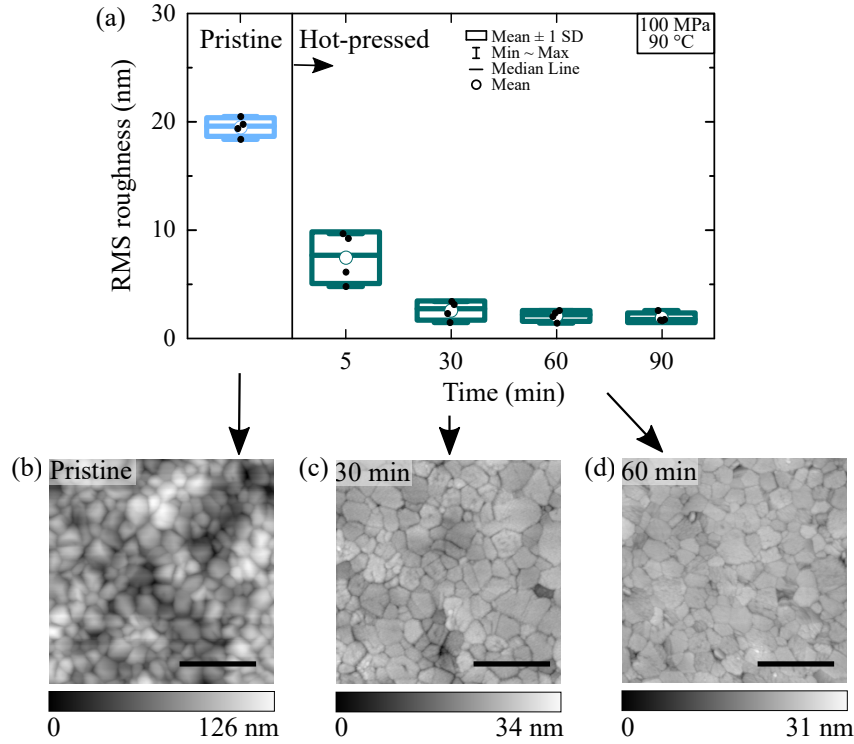 (a)
30
20
10
0
RMS roughness (nm)
Pristine
Hot-pressed
Mean ± 1 SD
Min ~ Max
Median Line
Mean
100 MPa
90 °C
5
30
60
90
Time (min)
(b)
Pristine
(c)
30 min
(d)
60 min
0
126 nm
0
34 nm
0
31 nm